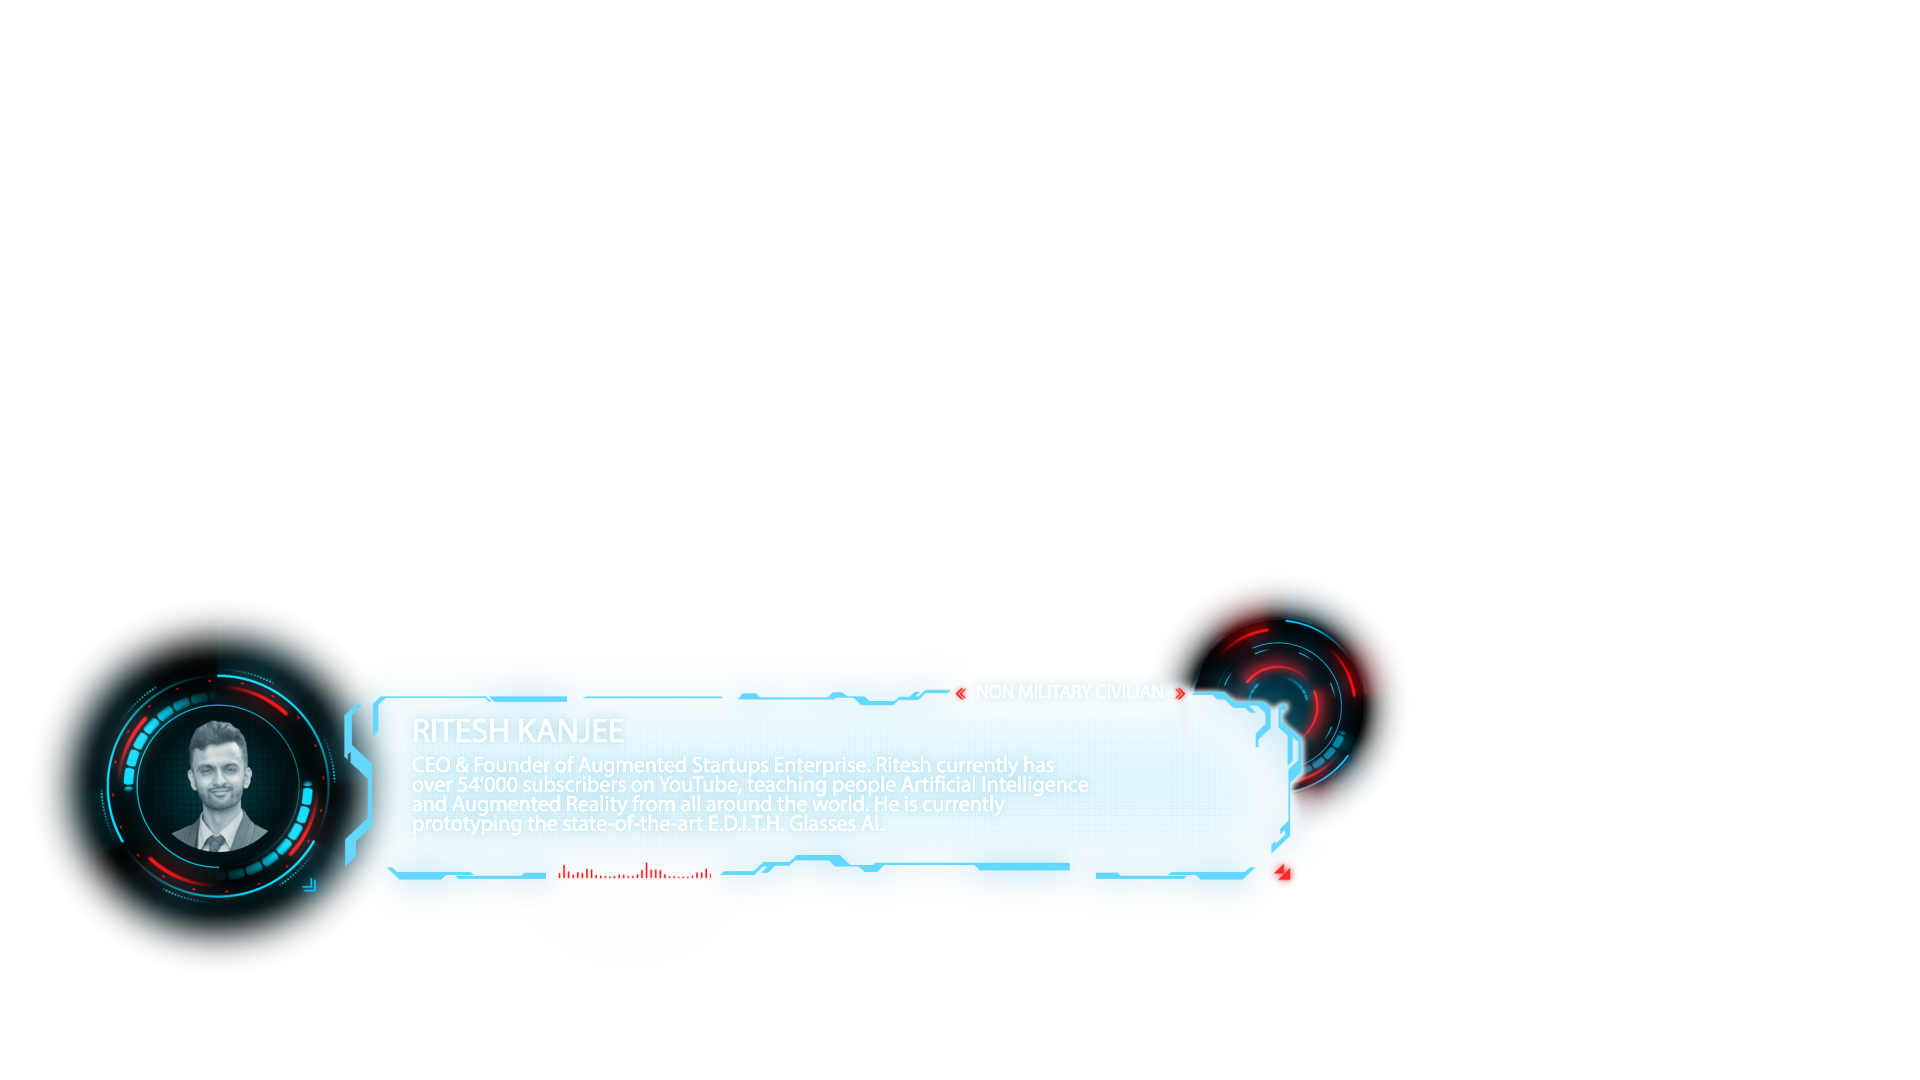 NON MILITARY CIVILIAN
RITESH KANJEE
CEO & Founder of Augmented Startups Enterprise. Ritesh currently has
over 54'000 subscribers on YouTube, teaching people Artificial Intelligence
and Augmented Reality from all around the world. He is currently
prototyping the state-of-the-art E.D.I.T.H. Glasses AI.